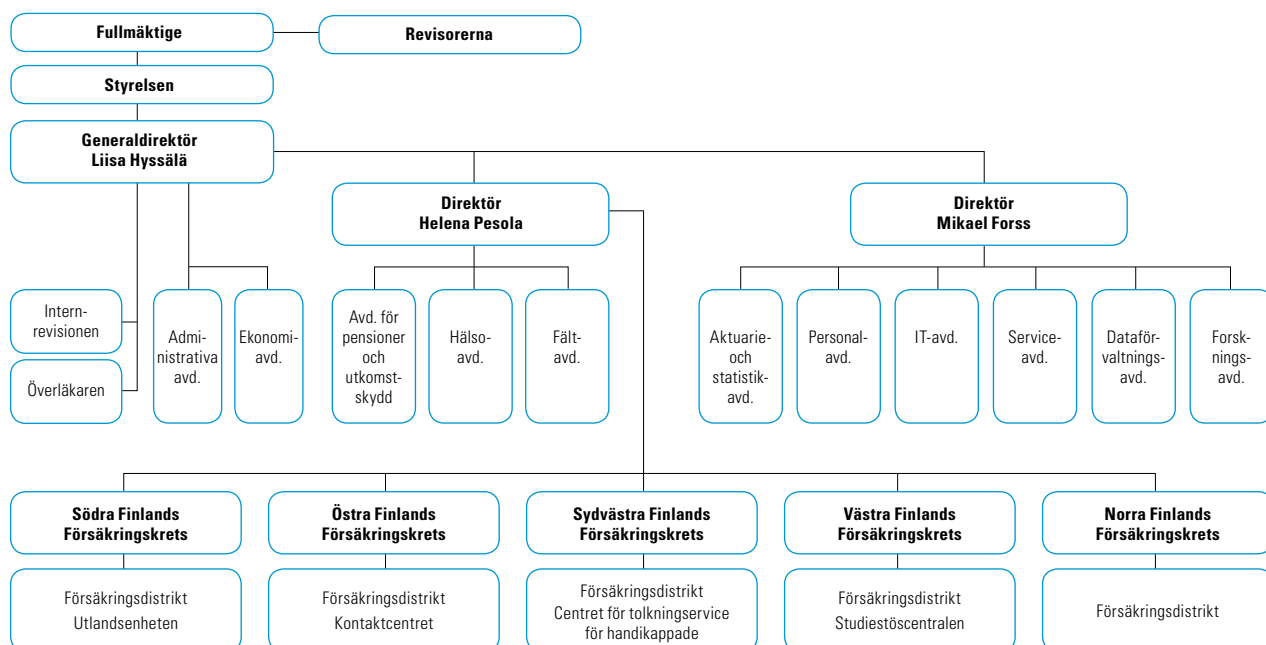 Fullmäktige
Revisorerna
Styrelsen
Generaldirektör
Liisa Hyssälä
Direktör
Helena Pesola
Direktör
Mikael Forss
Intern-
revisionen
Överläkaren
Admi-
nistrativa
avd.
Ekonomi-
avd.
Avd. för
pensioner
och
utkomst-
skydd
Hälso-
avd.
Fält-
avd.
Aktuarie-
och
statistik-
avd.
Personal-
avd.
IT-avd.
Service-
avd.
Dataför-
valtnings-
avd.
Forsk-
nings-
avd.
Södra Finlands
Försäkringskrets
Östra Finlands
Försäkringskrets
Sydvästra Finlands
Försäkringskrets
Västra Finlands
Försäkringskrets
Norra Finlands
Försäkringskrets
Försäkringsdistrikt
Utlandsenheten
Försäkringsdistrikt
Kontaktcentret
Försäkringsdistrikt
Centret för tolkningservice
för handikappade
Försäkringsdistrikt
Studiestöscentralen
Försäkringsdistrikt